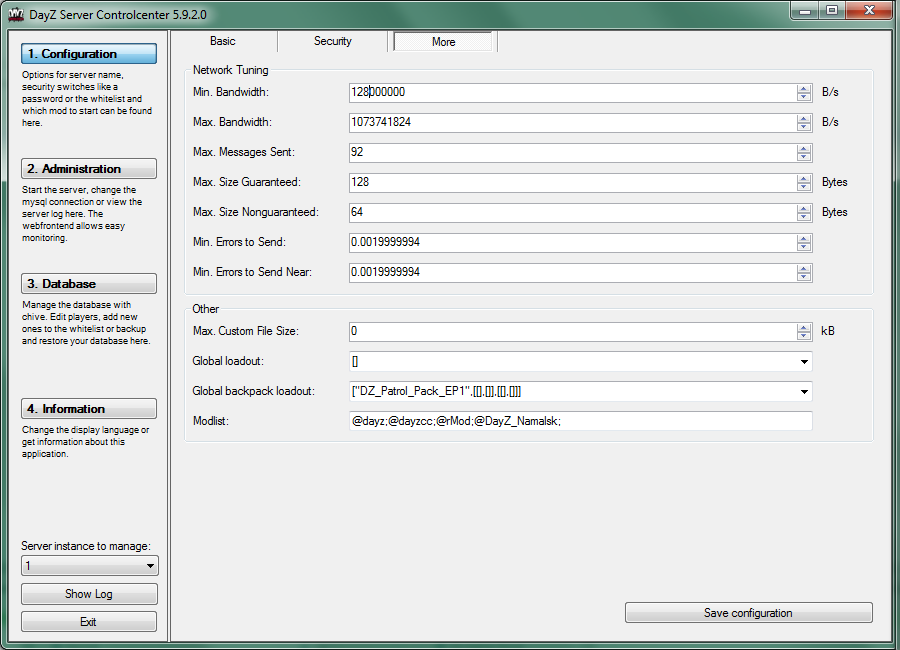 DayZ Server Controlcenter 5.9.2.0
1. Configuration
Options for server name,
security switches like a
password or the whitelist and
which mod to start can be found
here.
2. Administration
Start the server, change the
mysql connection or view the
server log here. The
webfrontend allows easy
monitoring.
3. Database
Manage the database with
chive. Edit players, add new
ones to the whitelist or backup
and restore your database here.
4. Information
Change the display language or
get information about this
application.
Server instance to manage:
1
Show Log
Exit
Basic Security More
Network Tuning
Min. Bandwidth: 128000000 B/s
Max. Bandwidth: 1073741824 B/s
Max. Messages Sent: 92
Max. Size Guaranteed: 128 Bytes
Max. Size Nonguaranteed: 64 Bytes
Min. Errors to Send: 0.0019999994
Min. Errors to Send Near: 0.0019999994
Other
Max. Custom File Size: 0 kB
Global loadout: []
Global backpack loadout: ["DZ_Patrol_Pack_EP1",[[],[]],[[],[]]]
Modlist: @dayz;@dayzcc;@rMod;@DayZ_Namalsk;
Save configuration